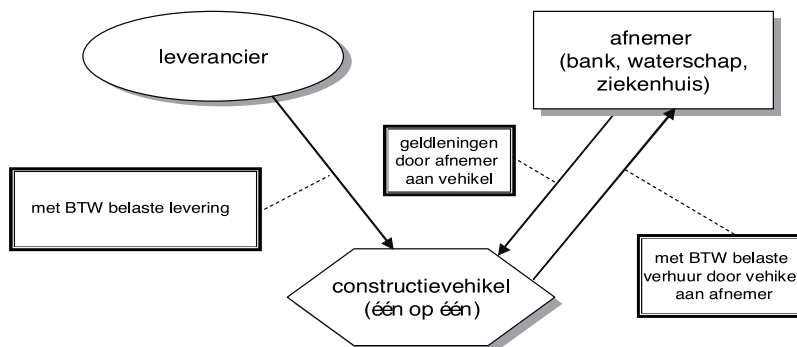 leverancier
afnemer
(bank, waterschap,
ziekenhuis)
geldleningen
door afnemer
aan vehikel
met BTW belaste levering
constructievehikel
(één op één)
met BTW belaste
verhuur door vehikel
aan afnemer